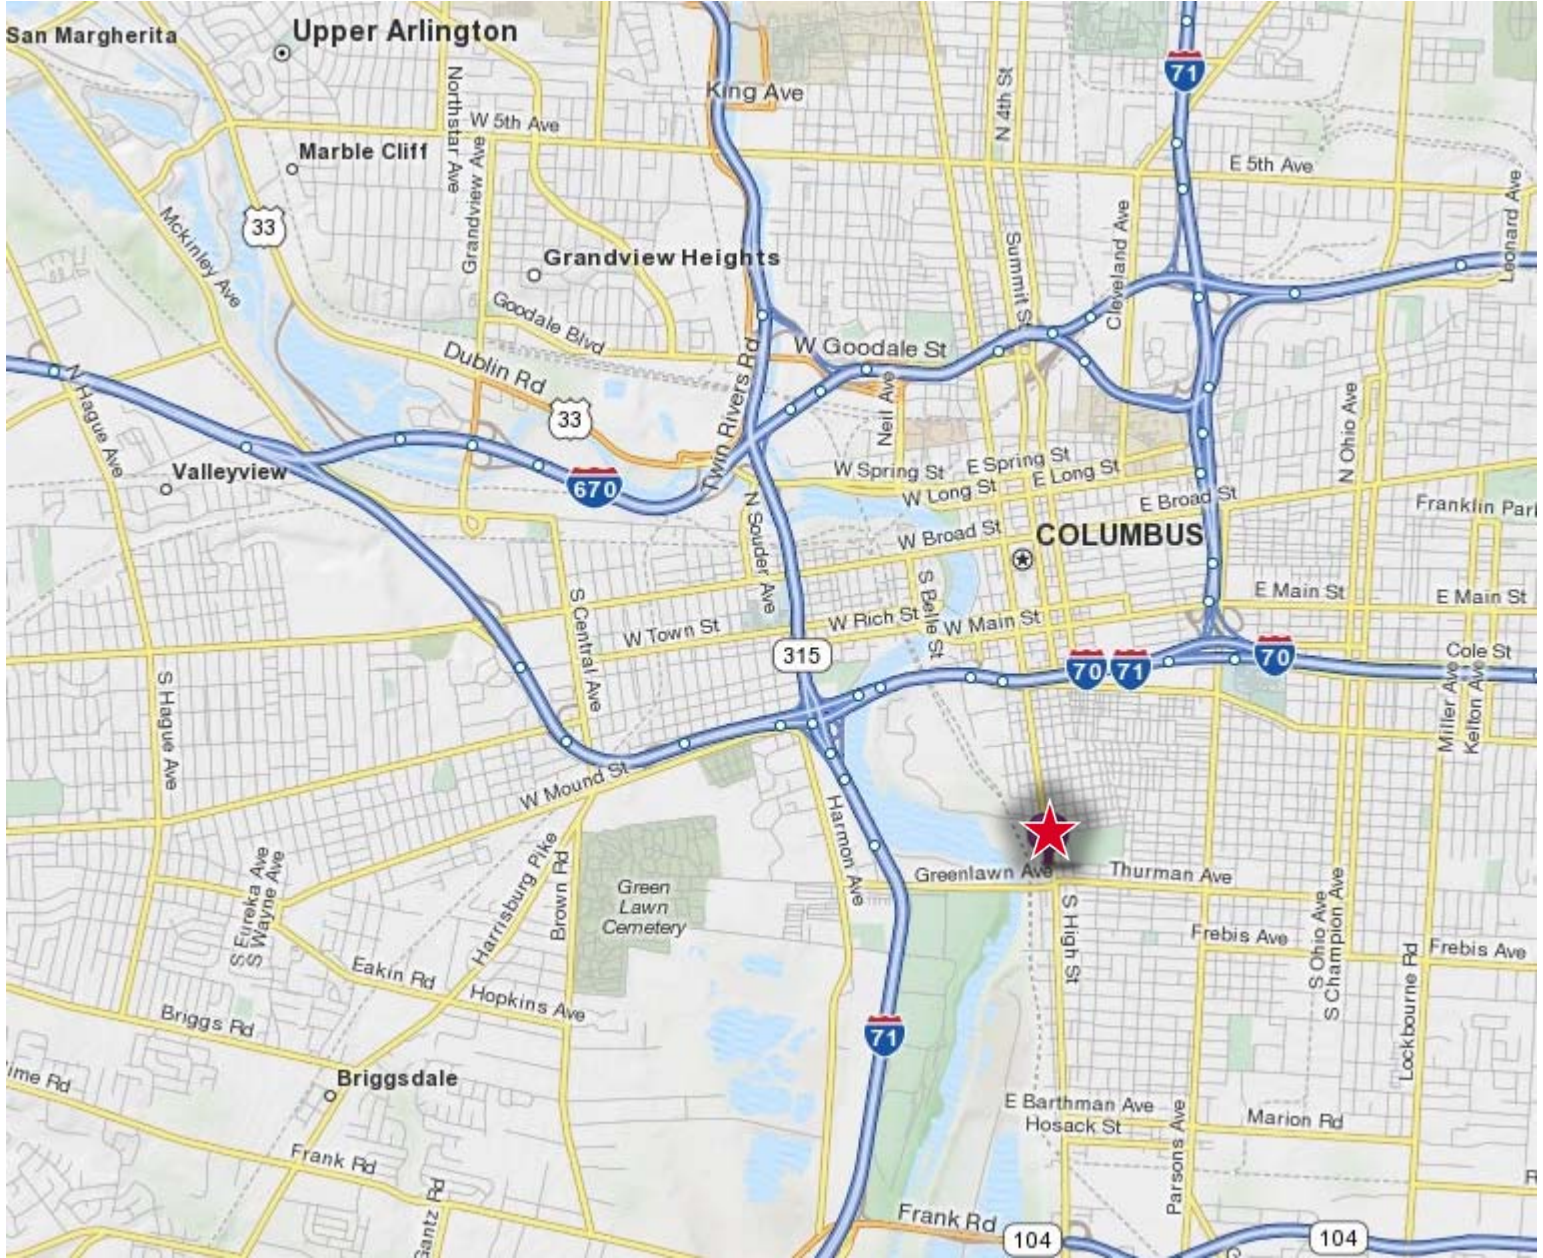 San Margherita
Upper Arlington
71
King Ave
N 4th St
Northstar Ave
Grandview Ave
W 5th Ave
Marble Cliff
E 5th Ave
Leonard Ave
33
Mckinley Ave
Grandview Heights
Summit St
Cleveland Ave
Goodale Blvd
W Goodale St
Dublin Rd
Twin Rivers Rd
Neil Ave
N Hague Ave
33
N Ohio Ave
Valleyview
670
W Spring St
E Spring St
E Long St
W Long St
E Broad St
Franklin Park
N Souder Ave
W Broad St
COLUMBUS
S Central Ave
S Belle St
E Main St
E Main St
W Town St
W Rich St
W Main St
315
70
71
70
Cole St
S Hague Ave
Miller Ave
Kelton Ave
W Mound St
Harmon Ave
S Eureka Ave
S Wayne Ave
Harrisburg Pike
Brown Rd
Green
Lawn
Cemetery
Greenlawn Ave
Thurman Ave
S High St
S Ohio Ave
S Champion Ave
Frebis Ave
Frebis Ave
Lockbourne Rd
Eakin Rd
Hopkins Ave
Briggs Rd
71
ime Rd
Briggsdale
E Barthman Ave
Hosack St
Marion Rd
Parsons Ave
Frank Rd
Gantz Rd
R
Frank Rd
104
104